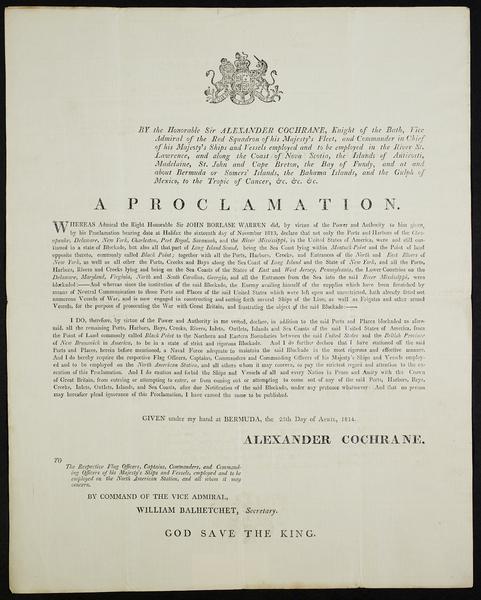 BY the Honorable Sir ALEXANDER COCHRANE, Knight of the Bath, Vice
Admiral of the Red Squadron of his Majesty's Fleet, and Commander in Chief
of his Majesty's Ships and Vessels employed and to be employed in the River St.
Lawrence, and along the Coast of Nova Scotia, the Islands of Anticosti,
Madelaine, St. John and Cape Breton, the Bay of Fundy, and at and
about Bermuda or Somers' Islands, the Bahama Islands, and the Gulph of
Mexico, to the Tropic of Cancer, &c. &c. &c.
A PROCLAMATION.
WHEREAS Admiral the Right Honorable Sir JOHN BORLASE WARREN did, by virtue of the Power and Authority to him given,
by his Proclamation bearing date at Halifax the sixteenth day of November 1813, declare that not only the Ports and Harbors of the Che-
sapeake, Delaware, New York, Charleston, Port Royal, Savannah, and the River Mississippi, in the United States of America, were and still con-
tinued in a state of Blockade, but also all that part of Long Island Sound, being the Sea Coast lying within Montauk Point and the Point of land
opposite thereto, commonly called Black Point; together with all the Ports, Harbors, Creeks, and Entrances of the North and East Rivers of
New York, as well as all other the Ports, Creeks and Bays along the Sea Coast of Long Island and the State of New York, and all the Ports,
Harbors, Rivers and Creeks lying and being on the Sea Coasts of the States of East and West Jersey, Pennsylvania, the Lower Counties on the
Delaware, Maryland, Virginia, North and South Carolina, Georgia, and all the Entrances from the Sea into the said River Mississippi, were
blockaded:—And whereas since the institution of the said Blockade, the Enemy availing himself of the supplies which have been furnished by
means of Neutral Communication to those Ports and Places of the said United States which were left open and unrestricted, hath already fitted out
numerous Vessels of War, and is now engaged in constructing and setting forth several Ships of the Line, as well as Frigates and other armed
Vessels, for the purpose of prosecuting the War with Great Britain, and frustrating the object of the said Blockade:—
I DO, therefore, by virtue of the Power and Authority in me vested, declare, in addition to the said Ports and Places blockaded as afore-
said, all the remaining Ports, Harbors, Bays, Creeks, Rivers, Inlets, Outlets, Islands and Sea Coasts of the said United States of America, from
the Point of Land commonly called Black Point to the Northern and Eastern Boundaries between the said United States and the British Province
of New Brunswick in America, to be in a state of strict and rigorous Blockade. And I do further declare that I have stationed off the said
Ports and Places, herein before mentioned, a Naval Force adequate to maintain the said Blockade in the most rigorous and effective manner.
And I do hereby require the respective Flag Officers, Captains, Commanders and Commanding Officers of his Majesty's Ships and Vessels employ-
ed and to be employed on the North American Station, and all others whom it may concern, to pay the strictest regard and attention to the ex-
ecution of this Proclamation. And I do caution and forbid the Ships and Vessels of all and every Nation in Peace and Amity with the Crown
of Great Britain, from entering or attempting to enter, or from coming out or attempting to come out of any of the said Ports, Harbors, Bays,
Creeks, Inlets, Outlets, Islands, and Sea Coasts, after due Notification of the said Blockade, under any pretence whatsoever: And that no person
may hereafter plead ignorance of this Proclamation, I have caused the same to be published.
GIVEN under my hand at BERMUDA, the 25th Day of APRIL, 1814.
ALEXANDER COCHRANE.
TO
The Respective Flag Officers, Captains, Commanders, and Command-
ing Officers of his Majesty's Ships and Vessels, employed and to be
employed on the North American Station, and all whom it may
concern.
BY COMMAND OF THE VICE ADMIRAL,
WILLIAM BALHETCHET, Secretary.
GOD SAVE THE KING.